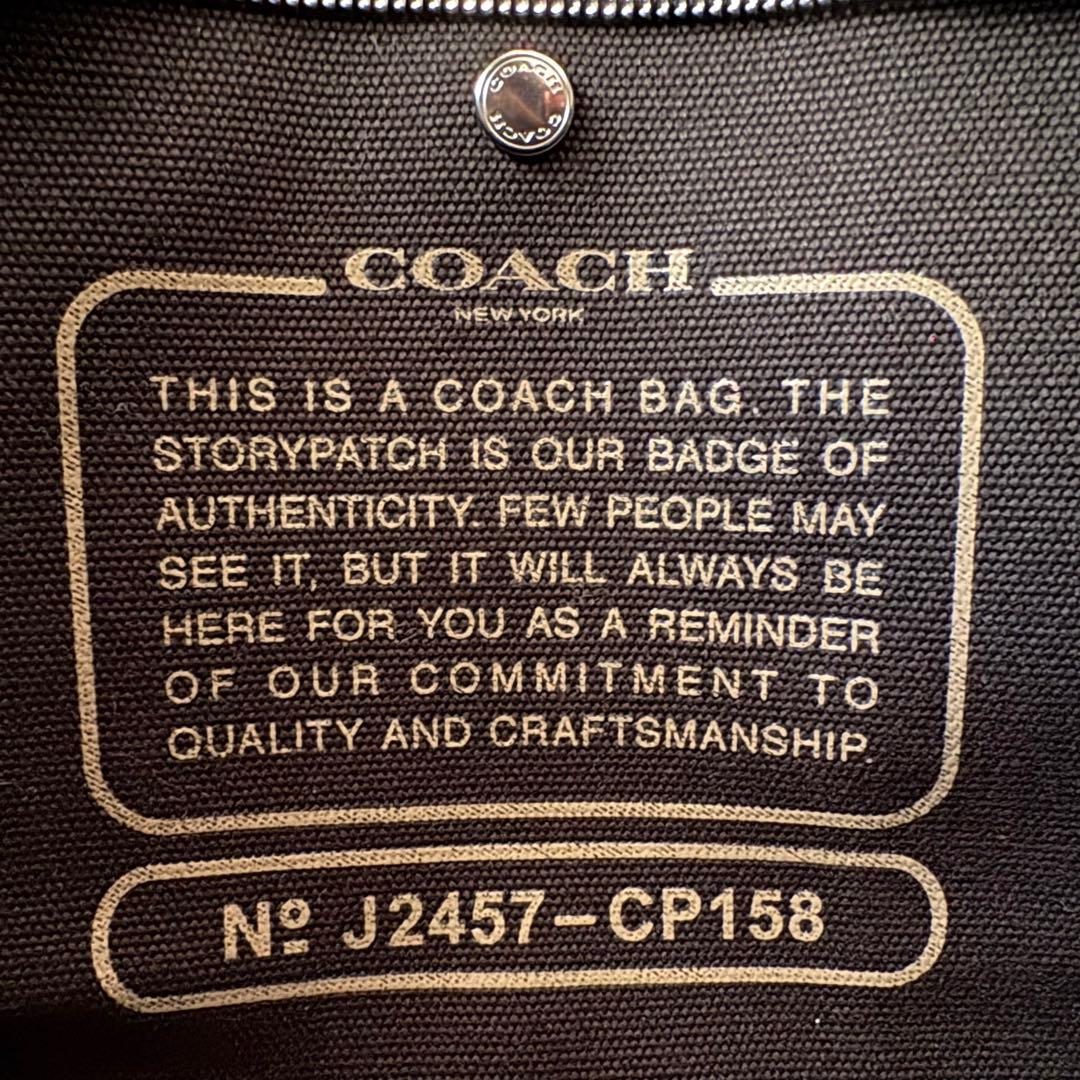 COACH
COACH
COACH
NEW YORK
THIS IS A COACH BAG. THE
STORYPATCH IS OUR BADGE OF
AUTHENTICITY. FEW PEOPLE MAY
SEE IT, BUT IT WILL ALWAYS BE
HERE FOR YOU AS A REMINDER
OF OUR COMMITMENT TO
QUALITY AND CRAFTSMANSHIP.
Nº J2457-CP158